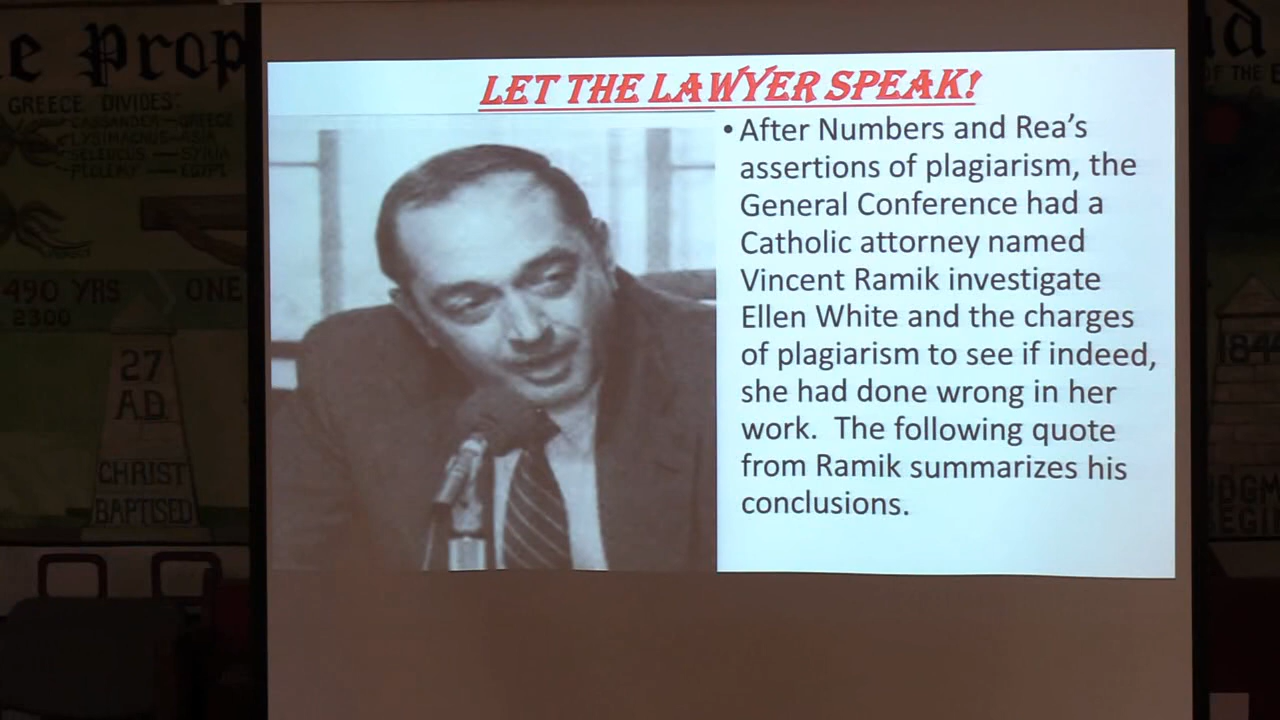 e Prop
GREECE DIVIDES:
CASSANDER — GREECE
LYSIMACHUS — ASIA
SELEUCUS — SYRIA
PTOLEMY — EGYPT
490 YRS ONE
2300
27
A.D.
CHRIST
BAPTISED
LET THE LAWYER SPEAK!
• After Numbers and Rea's
assertions of plagiarism, the
General Conference had a
Catholic attorney named
Vincent Ramik investigate
Ellen White and the charges
of plagiarism to see if indeed,
she had done wrong in her
work. The following quote
from Ramik summarizes his
conclusions.
OF THE
184